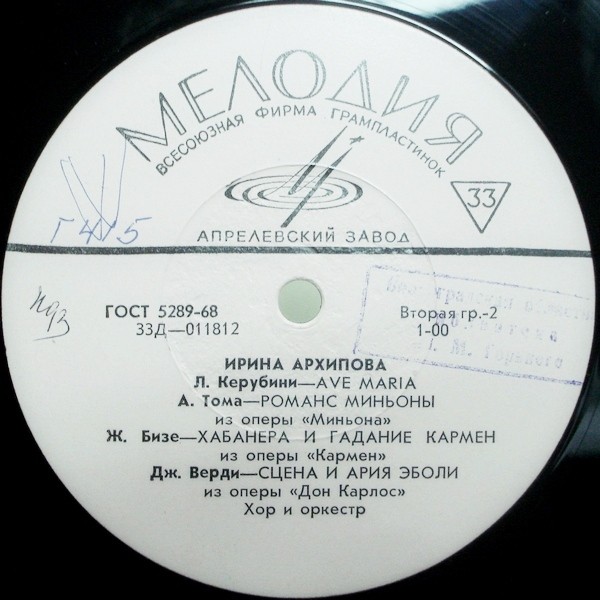 МЕЛОДИЯ
ВСЕСОЮЗНАЯ ФИРМА ГРАМПЛАСТИНОК
33
АПРЕЛЕВСКИЙ ЗАВОД
ГОСТ 5289-68
33Д—011812
Вторая гр.-2
1-00
М. Горького
ИРИНА АРХИПОВА
Л. Керубини—AVE MARIA
А. Тома—РОМАНС МИНЬОНЫ
из оперы «Миньона»
Ж. Бизе—ХАБАНЕРА И ГАДАНИЕ КАРМЕН
из оперы «Кармен»
Дж. Верди—СЦЕНА И АРИЯ ЭБОЛИ
из оперы «Дон Карлос»
Хор и оркестр